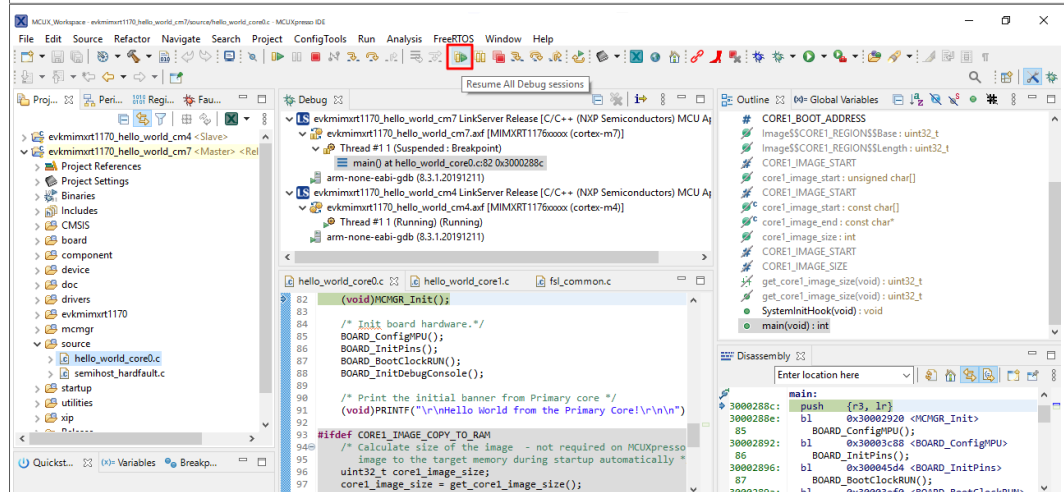 MCUX_Workspace - evkmimxrt1170_hello_world_cm7/source/hello_world_core0.c - MCUXpresso IDE
File Edit Source Refactor Navigate Search Project ConfigTools Run Analysis FreeRTOS Window Help
Resume All Debug sessions
Proj...
Peri...
Regi...
Fau...
evkmimxrt1170_hello_world_cm4 <Slave>
evkmimxrt1170_hello_world_cm7 <Master> <Rel
Project References
Project Settings
Binaries
Includes
CMSIS
board
component
device
doc
drivers
evkmimxrt1170
mcmgr
source
hello_world_core0.c
semihost_hardfault.c
startup
utilities
xip
Quickst...
(x)= Variables
Breakp...
Debug
evkmimxrt1170_hello_world_cm7 LinkServer Release [C/C++ (NXP Semiconductors) MCU Ap
evkmimxrt1170_hello_world_cm7.axf [MIMXRT1176xxxxx (cortex-m7)]
Thread #1 1 (Suspended : Breakpoint)
main() at hello_world_core0.c:82 0x3000288c
arm-none-eabi-gdb (8.3.1.20191211)
evkmimxrt1170_hello_world_cm4 LinkServer Release [C/C++ (NXP Semiconductors) MCU Ap
evkmimxrt1170_hello_world_cm4.axf [MIMXRT1176xxxxx (cortex-m4)]
Thread #1 1 (Running) (Running)
arm-none-eabi-gdb (8.3.1.20191211)
hello_world_core0.c
hello_world_core1.c
fsl_common.c
82 (void)MCMGR_Init();
83
84 /* Init board hardware.*/
85 BOARD_ConfigMPU();
86 BOARD_InitPins();
87 BOARD_BootClockRUN();
88 BOARD_InitDebugConsole();
89
90 /* Print the initial banner from Primary core */
91 (void)PRINTF("\r\nHello World from the Primary Core!\r\n\n")
92
93 #ifdef CORE1_IMAGE_COPY_TO_RAM
94 /* Calculate size of the image - not required on MCUXpresso
95 image to the target memory during startup automatically *
96 uint32_t core1_image_size;
97 core1_image_size = get_core1_image_size();
Outline
Global Variables
CORE1_BOOT_ADDRESS
Image$$CORE1_REGION$$Base : uint32_t
Image$$CORE1_REGION$$Length : uint32_t
CORE1_IMAGE_START
core1_image_start : unsigned char[]
CORE1_IMAGE_START
core1_image_start : const char[]
core1_image_end : const char*
core1_image_size : int
CORE1_IMAGE_START
CORE1_IMAGE_SIZE
get_core1_image_size(void) : uint32_t
get_core1_image_size(void) : uint32_t
SystemInitHook(void) : void
main(void) : int
Disassembly
Enter location here
main:
3000288c: push {r3, lr}
3000288e: bl 0x30002920 <MCMGR_Init>
85 BOARD_ConfigMPU();
30002892: bl 0x30003c88 <BOARD_ConfigMPU>
86 BOARD_InitPins();
30002896: bl 0x300045d4 <BOARD_InitPins>
87 BOARD_BootClockRUN();